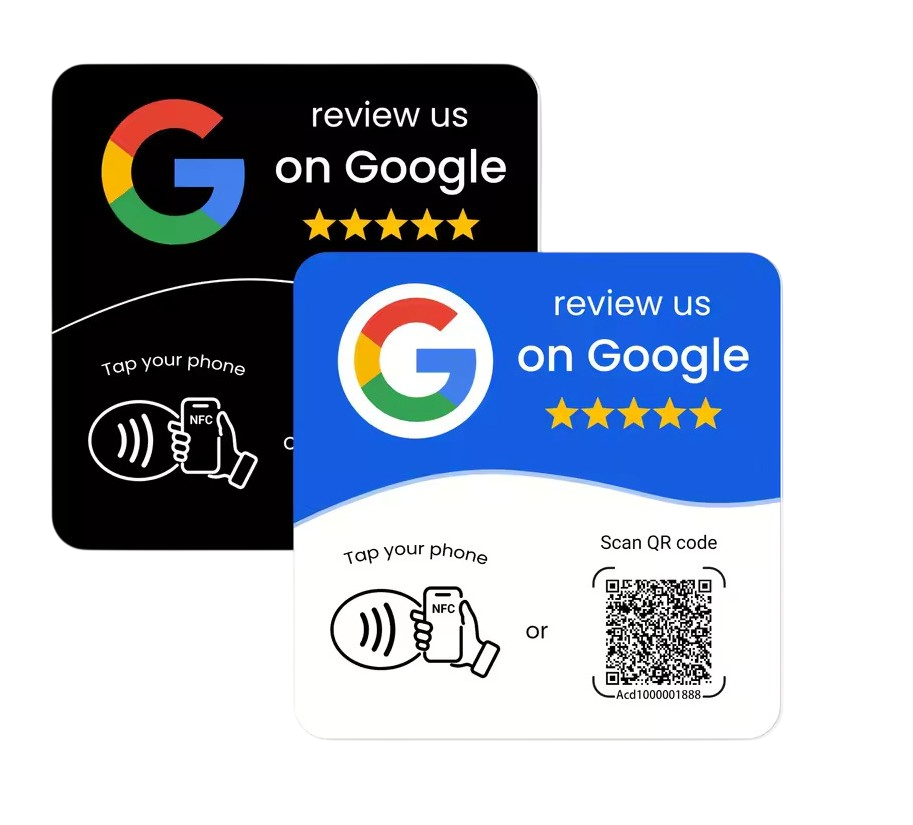 review us
on Google
Tap your phone
NFC
review us
on Google
Tap your phone
NFC
or
Scan QR code
Acd1000001888